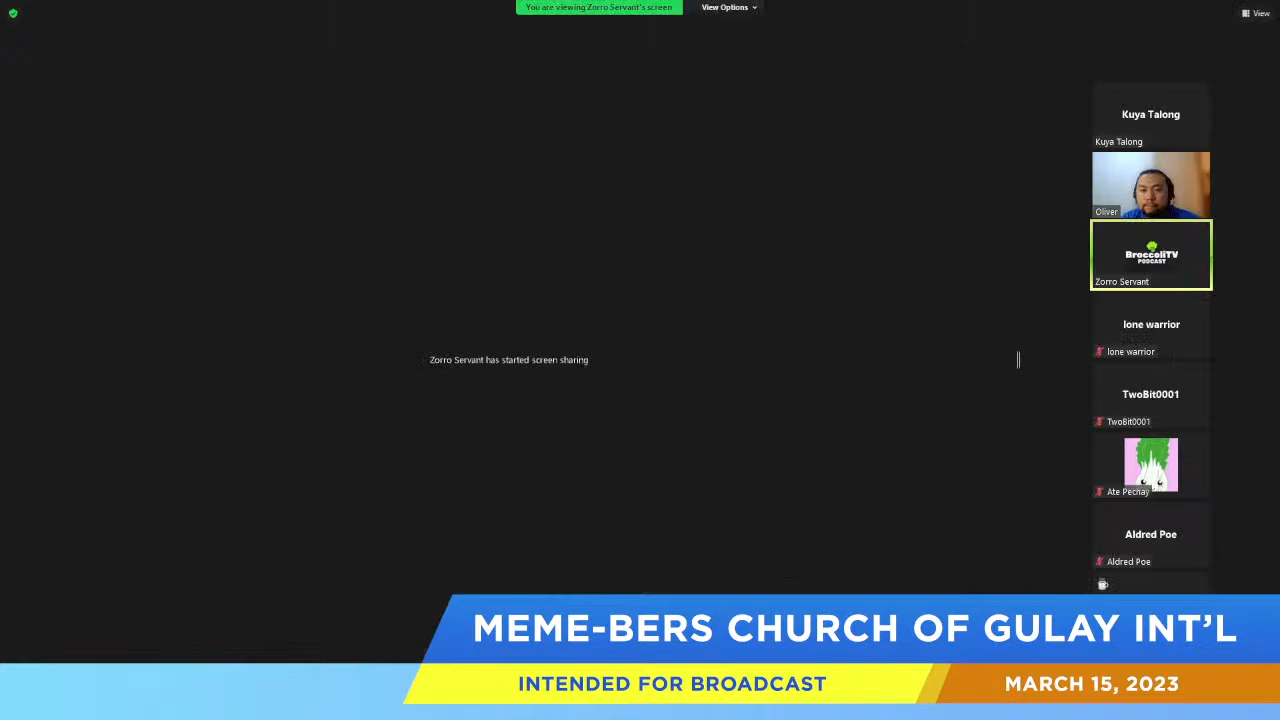 You are viewing Zorro Servant's screen
View Options
View
Kuya Talong
Kuya Talong
Oliver
BroccoliTV
PODCAST
Zorro Servant
lone warrior
lone warrior
TwoBit0001
TwoBit0001
Ate Pechay
Aldred Poe
Aldred Poe
Zorro Servant has started screen sharing
MEME-BERS CHURCH OF GULAY INT'L
INTENDED FOR BROADCAST
MARCH 15, 2023